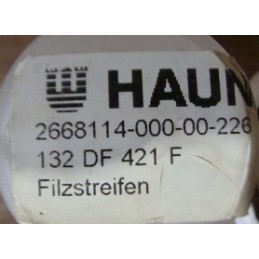 HAUN
2668114-000-00-226
132 DF 421 F
Filzstreifen